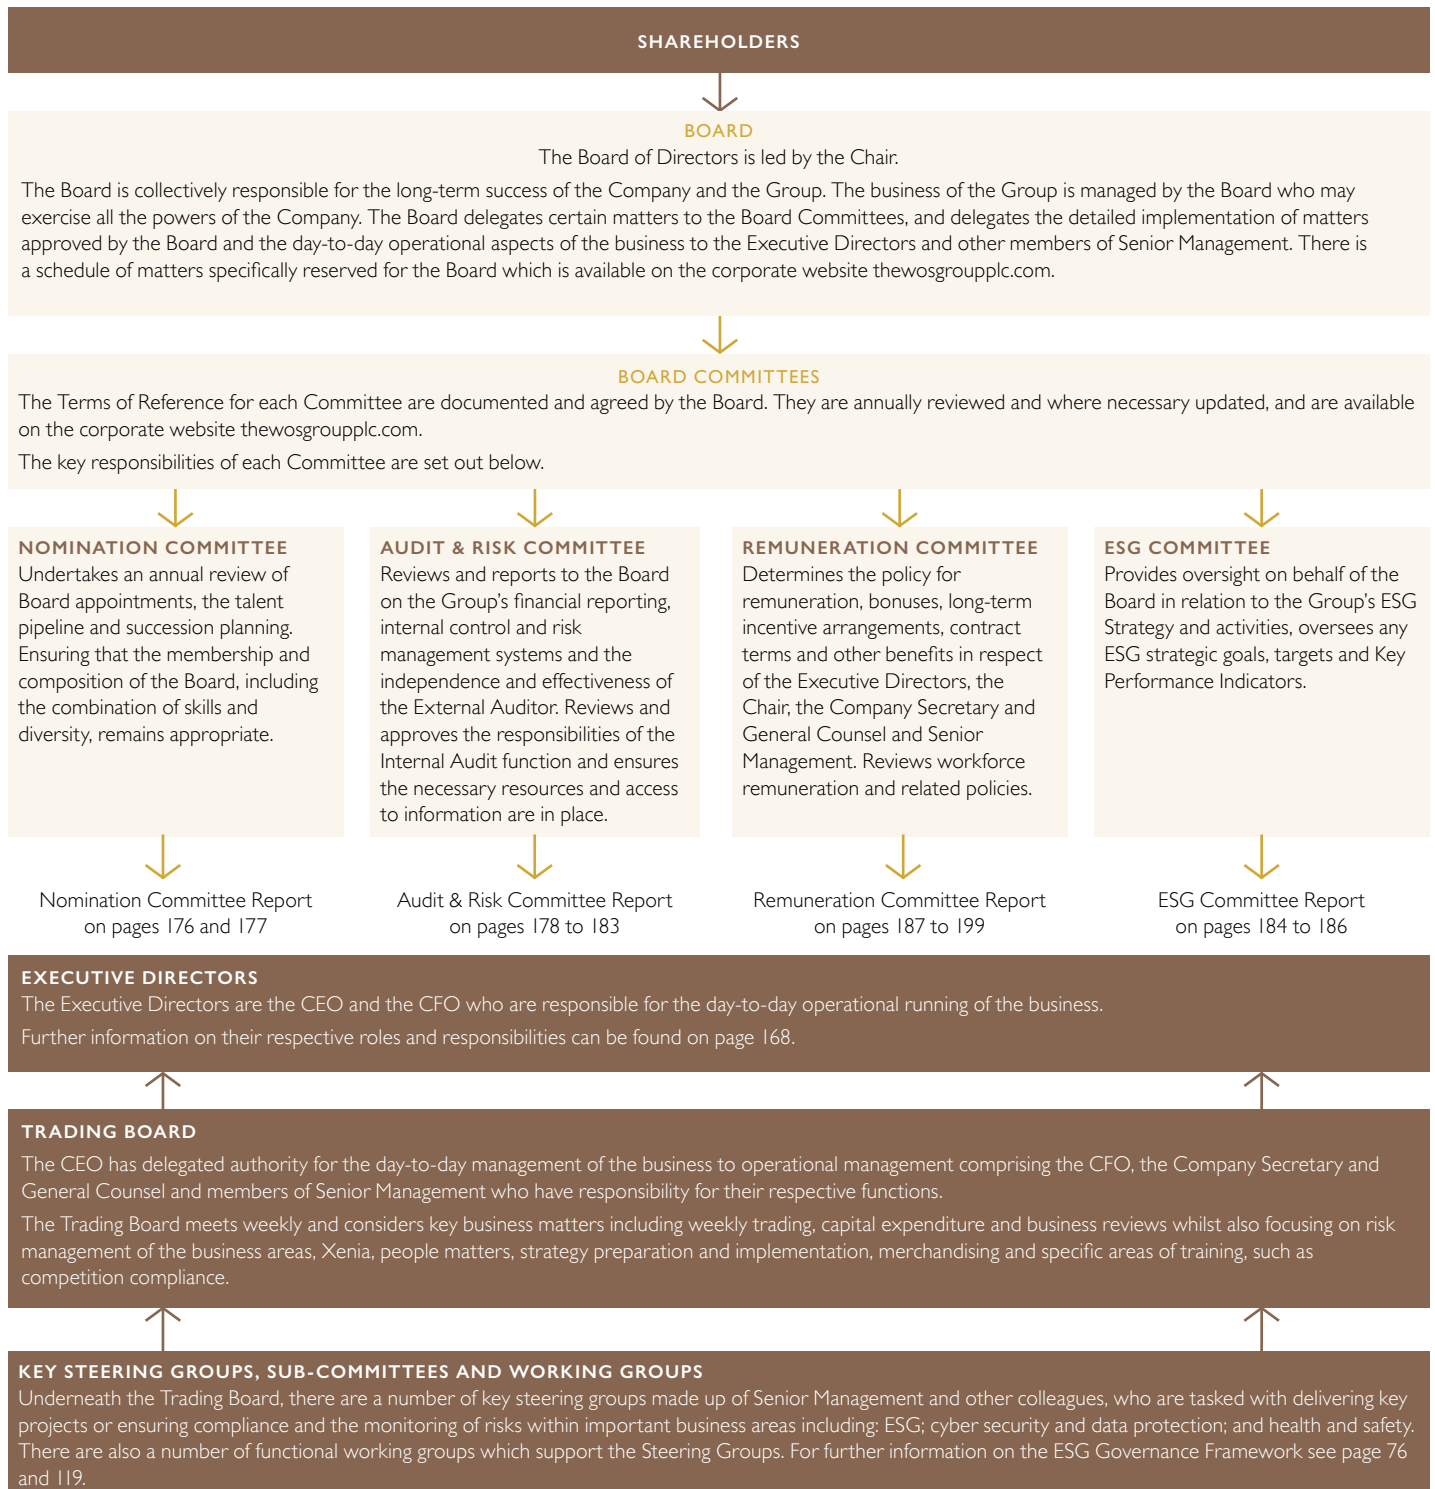 SHAREHOLDERS
BOARD
The Board of Directors is led by the Chair.
The Board is collectively responsible for the long-term success of the Company and the Group. The business of the Group is managed by the Board who may
exercise all the powers of the Company. The Board delegates certain matters to the Board Committees, and delegates the detailed implementation of matters
approved by the Board and the day-to-day operational aspects of the business to the Executive Directors and other members of Senior Management. There is
a schedule of matters specifically reserved for the Board which is available on the corporate website thewosgroupplc.com.
BOARD COMMITTEES
The Terms of Reference for each Committee are documented and agreed by the Board. They are annually reviewed and where necessary updated, and are available
on the corporate website thewosgroupplc.com.
The key responsibilities of each Committee are set out below.
NOMINATION COMMITTEE
Undertakes an annual review of
Board appointments, the talent
pipeline and succession planning.
Ensuring that the membership and
composition of the Board, including
the combination of skills and
diversity, remains appropriate.
AUDIT & RISK COMMITTEE
Reviews and reports to the Board
on the Group's financial reporting,
internal control and risk
management systems and the
independence and effectiveness of
the External Auditor. Reviews and
approves the responsibilities of the
Internal Audit function and ensures
the necessary resources and access
to information are in place.
REMUNERATION COMMITTEE
Determines the policy for
remuneration, bonuses, long-term
incentive arrangements, contract
terms and other benefits in respect
of the Executive Directors, the
Chair, the Company Secretary and
General Counsel and Senior
Management. Reviews workforce
remuneration and related policies.
ESG COMMITTEE
Provides oversight on behalf of the
Board in relation to the Group's ESG
Strategy and activities, oversees any
ESG strategic goals, targets and Key
Performance Indicators.
Nomination Committee Report
on pages 176 and 177
Audit & Risk Committee Report
on pages 178 to 183
Remuneration Committee Report
on pages 187 to 199
ESG Committee Report
on pages 184 to 186
EXECUTIVE DIRECTORS
The Executive Directors are the CEO and the CFO who are responsible for the day-to-day operational running of the business.
Further information on their respective roles and responsibilities can be found on page 168.
TRADING BOARD
The CEO has delegated authority for the day-to-day management of the business to operational management comprising the CFO, the Company Secretary and
General Counsel and members of Senior Management who have responsibility for their respective functions.
The Trading Board meets weekly and considers key business matters including weekly trading, capital expenditure and business reviews whilst also focusing on risk
management of the business areas, Xenia, people matters, strategy preparation and implementation, merchandising and specific areas of training, such as
competition compliance.
KEY STEERING GROUPS, SUB-COMMITTEES AND WORKING GROUPS
Underneath the Trading Board, there are a number of key steering groups made up of Senior Management and other colleagues, who are tasked with delivering key
projects or ensuring compliance and the monitoring of risks within important business areas including: ESG; cyber security and data protection; and health and safety.
There are also a number of functional working groups which support the Steering Groups. For further information on the ESG Governance Framework see page 76
and 119.